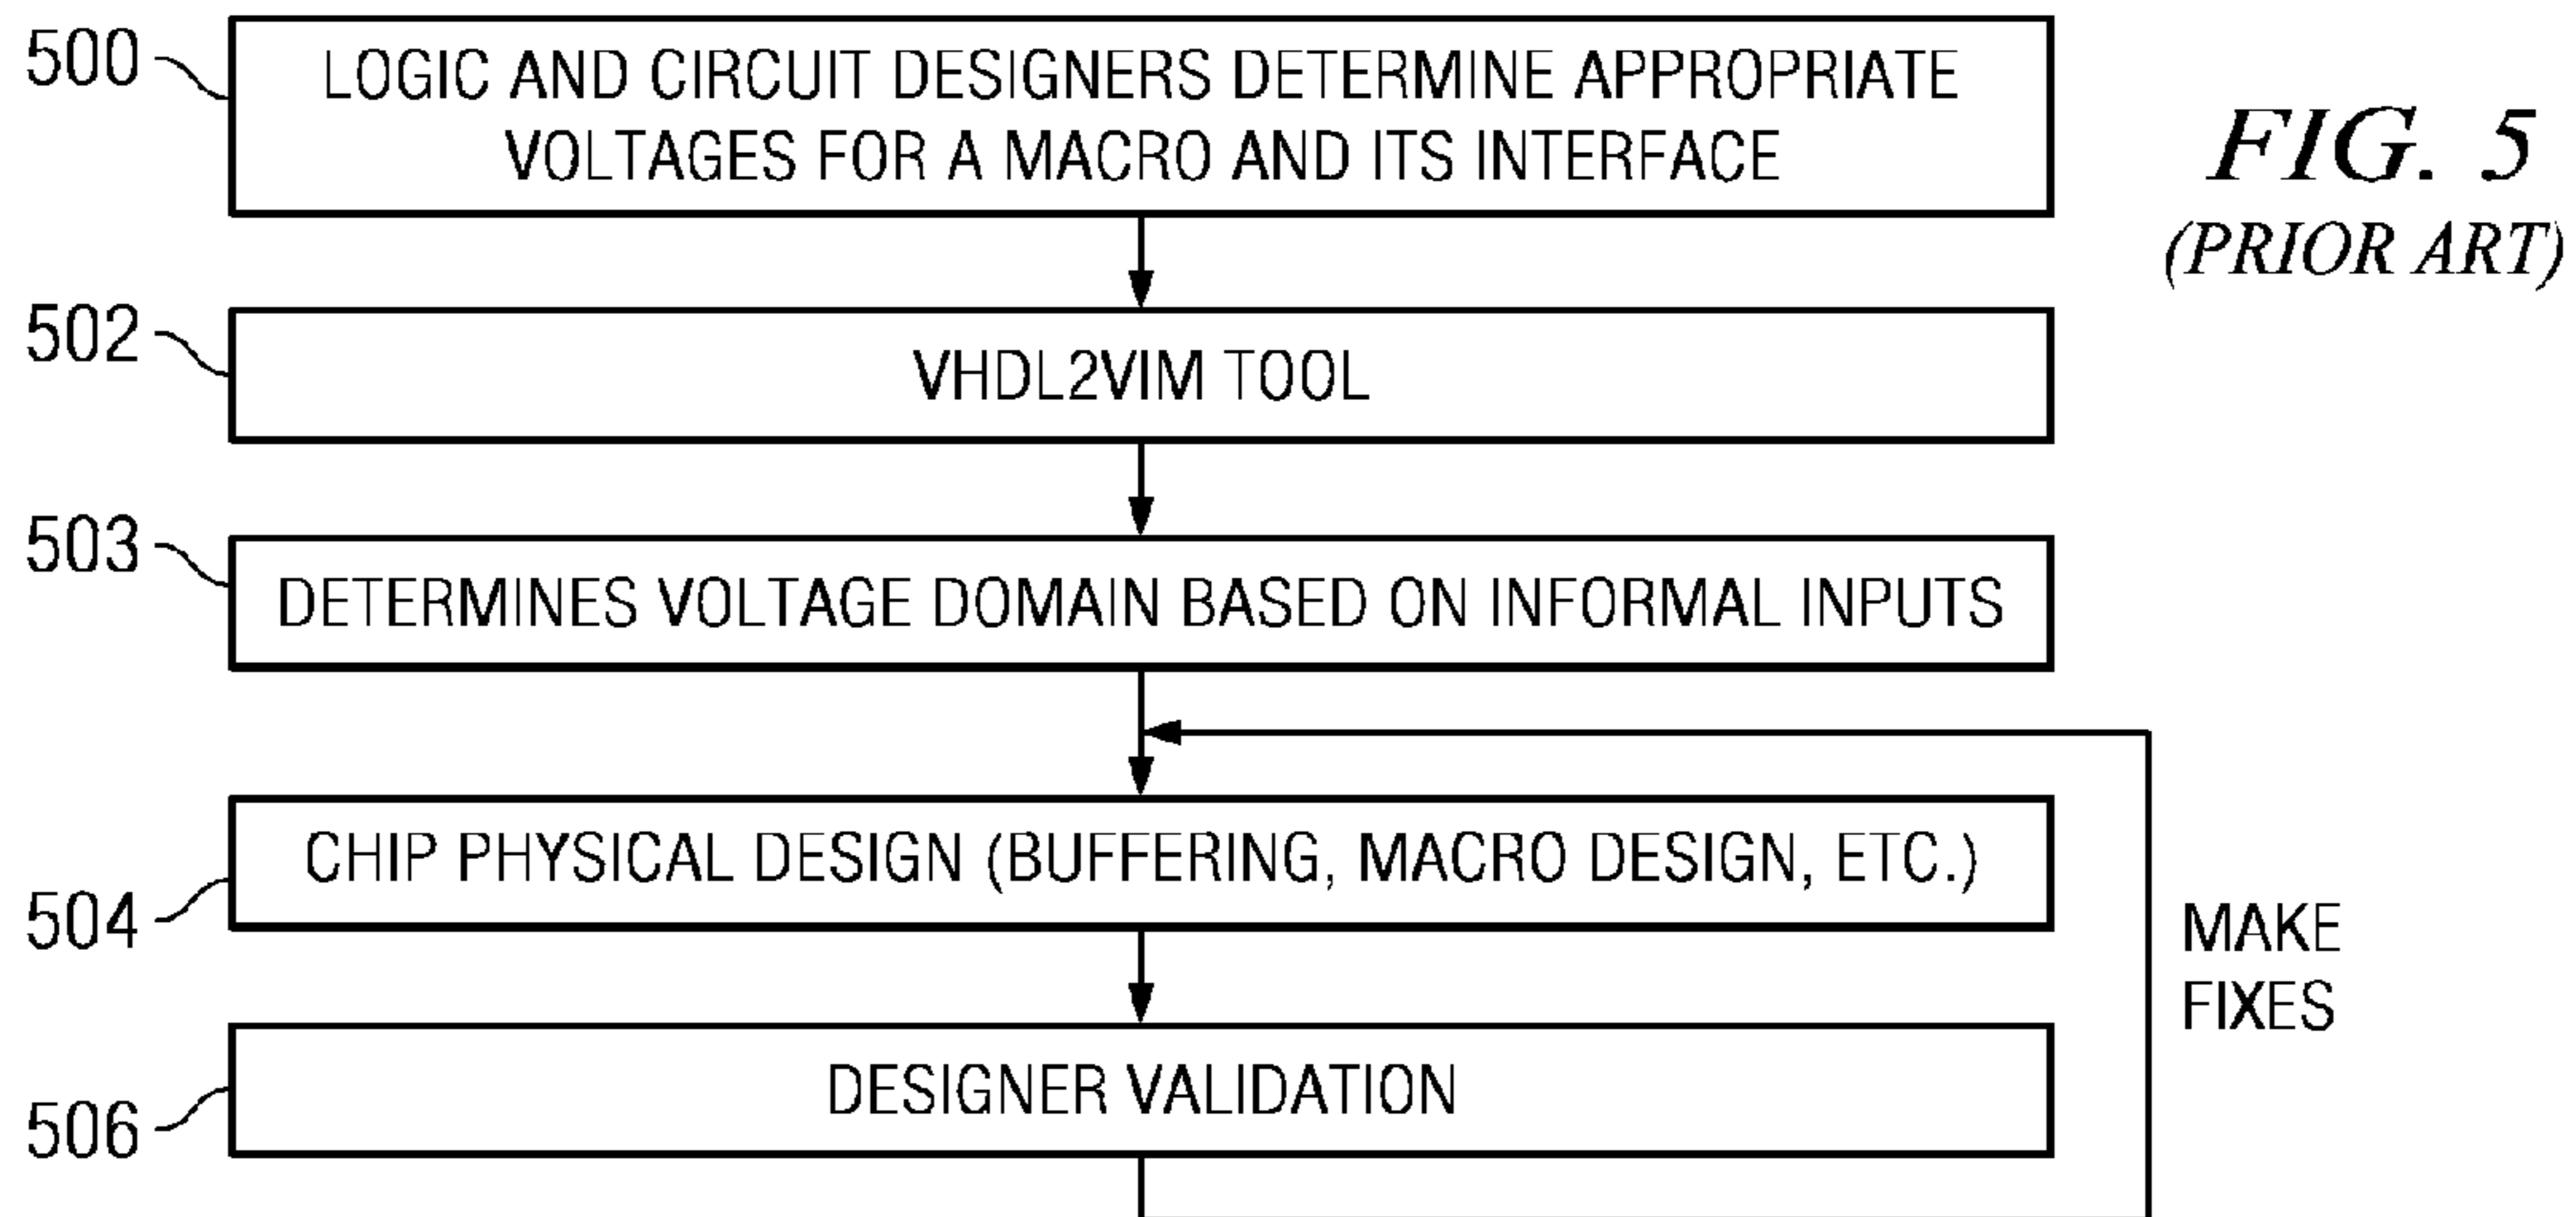 500
LOGIC AND CIRCUIT DESIGNERS DETERMINE APPROPRIATE
VOLTAGES FOR A MACRO AND ITS INTERFACE
FIG. 5
(PRIOR ART)
502
VHDL2VIM TOOL
503
DETERMINES VOLTAGE DOMAIN BASED ON INFORMAL INPUTS
504
CHIP PHYSICAL DESIGN (BUFFERING, MACRO DESIGN, ETC.)
MAKE
FIXES
506
DESIGNER VALIDATION